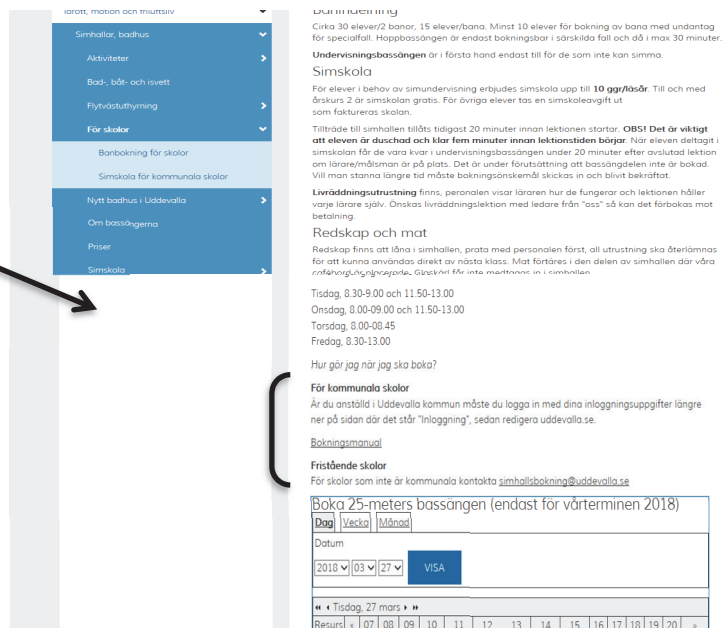 Idrott, motion och friluftsliv
Simhallar, badhus
Aktiviteter
Bad-, båt- och isvett
Flytvästuthyrning
För skolor
Banbokning för skolor
Simskola för kommunala skolor
Nytt badhus i Uddevalla
Om bassängerna
Priser
Simskola
Banindelning
Cirka 30 elever/2 banor, 15 elever/bana. Minst 10 elever för bokning av bana med undantag
för specialfall. Hoppbassängen är endast bokningsbar i särskilda fall och då i max 30 minuter.
Undervisningsbassängen är i första hand endast till för de som inte kan simma.
Simskola
För elever i behov av simundervisning erbjudes simskola upp till 10 ggr/läsår. Till och med
årskurs 2 är simskolan gratis. För övriga elever tas en simskoleavgift ut
som faktureras skolan.
Tillträde till simhallen tillåts tidigast 20 minuter innan lektionen startar. OBS! Det är viktigt
att eleven är duschad och klar fem minuter innan lektionstiden börjar. När eleven deltagit i
simskolan får de vara kvar i undervisningsbassängen under 20 minuter efter avslutad lektion
om lärare/målsman är på plats. Det är under förutsättning att bassängdelen inte är bokad.
Vill man stanna längre tid måste bokningsönskemål skickas in och blivit bekräftat.
Livräddningsutrustning finns, peronalen visar läraren hur de fungerar och lektionen håller
varje lärare själv. Önskas livräddningslektion med ledare från "oss" så kan det förbokas mot
betalning.
Redskap och mat
Redskap finns att låna i simhallen, prata med personalen först, all utrustning ska återlämnas
för att kunna användas direkt av nästa klass. Mat förtäres i den delen av simhallen där våra
cafébord är placerade. Glaskärl får inte medtagas in i simhallen
Tisdag, 8.30-9.00 och 11.50-13.00
Onsdag, 8.00-09.00 och 11.50-13.00
Torsdag, 8.00-08.45
Fredag, 8.30-13.00
Hur gör jag när jag ska boka?
För kommunala skolor
Är du anställd i Uddevalla kommun måste du logga in med dina inloggningsuppgifter längre
ner på sidan där det står "Inloggning", sedan redigera uddevalla.se.
Bokningsmanual
Fristående skolor
För skolor som inte är kommunala kontakta simhallsbokning@uddevalla.se
Boka 25-meters bassängen (endast för vårterminen 2018)
Dag Vecka Månad
Datum
2018 03 27 VISA
Tisdag, 27 mars
Resurs « 07 08 09 10 11 12 13 14 15 16 17 18 19 20 »